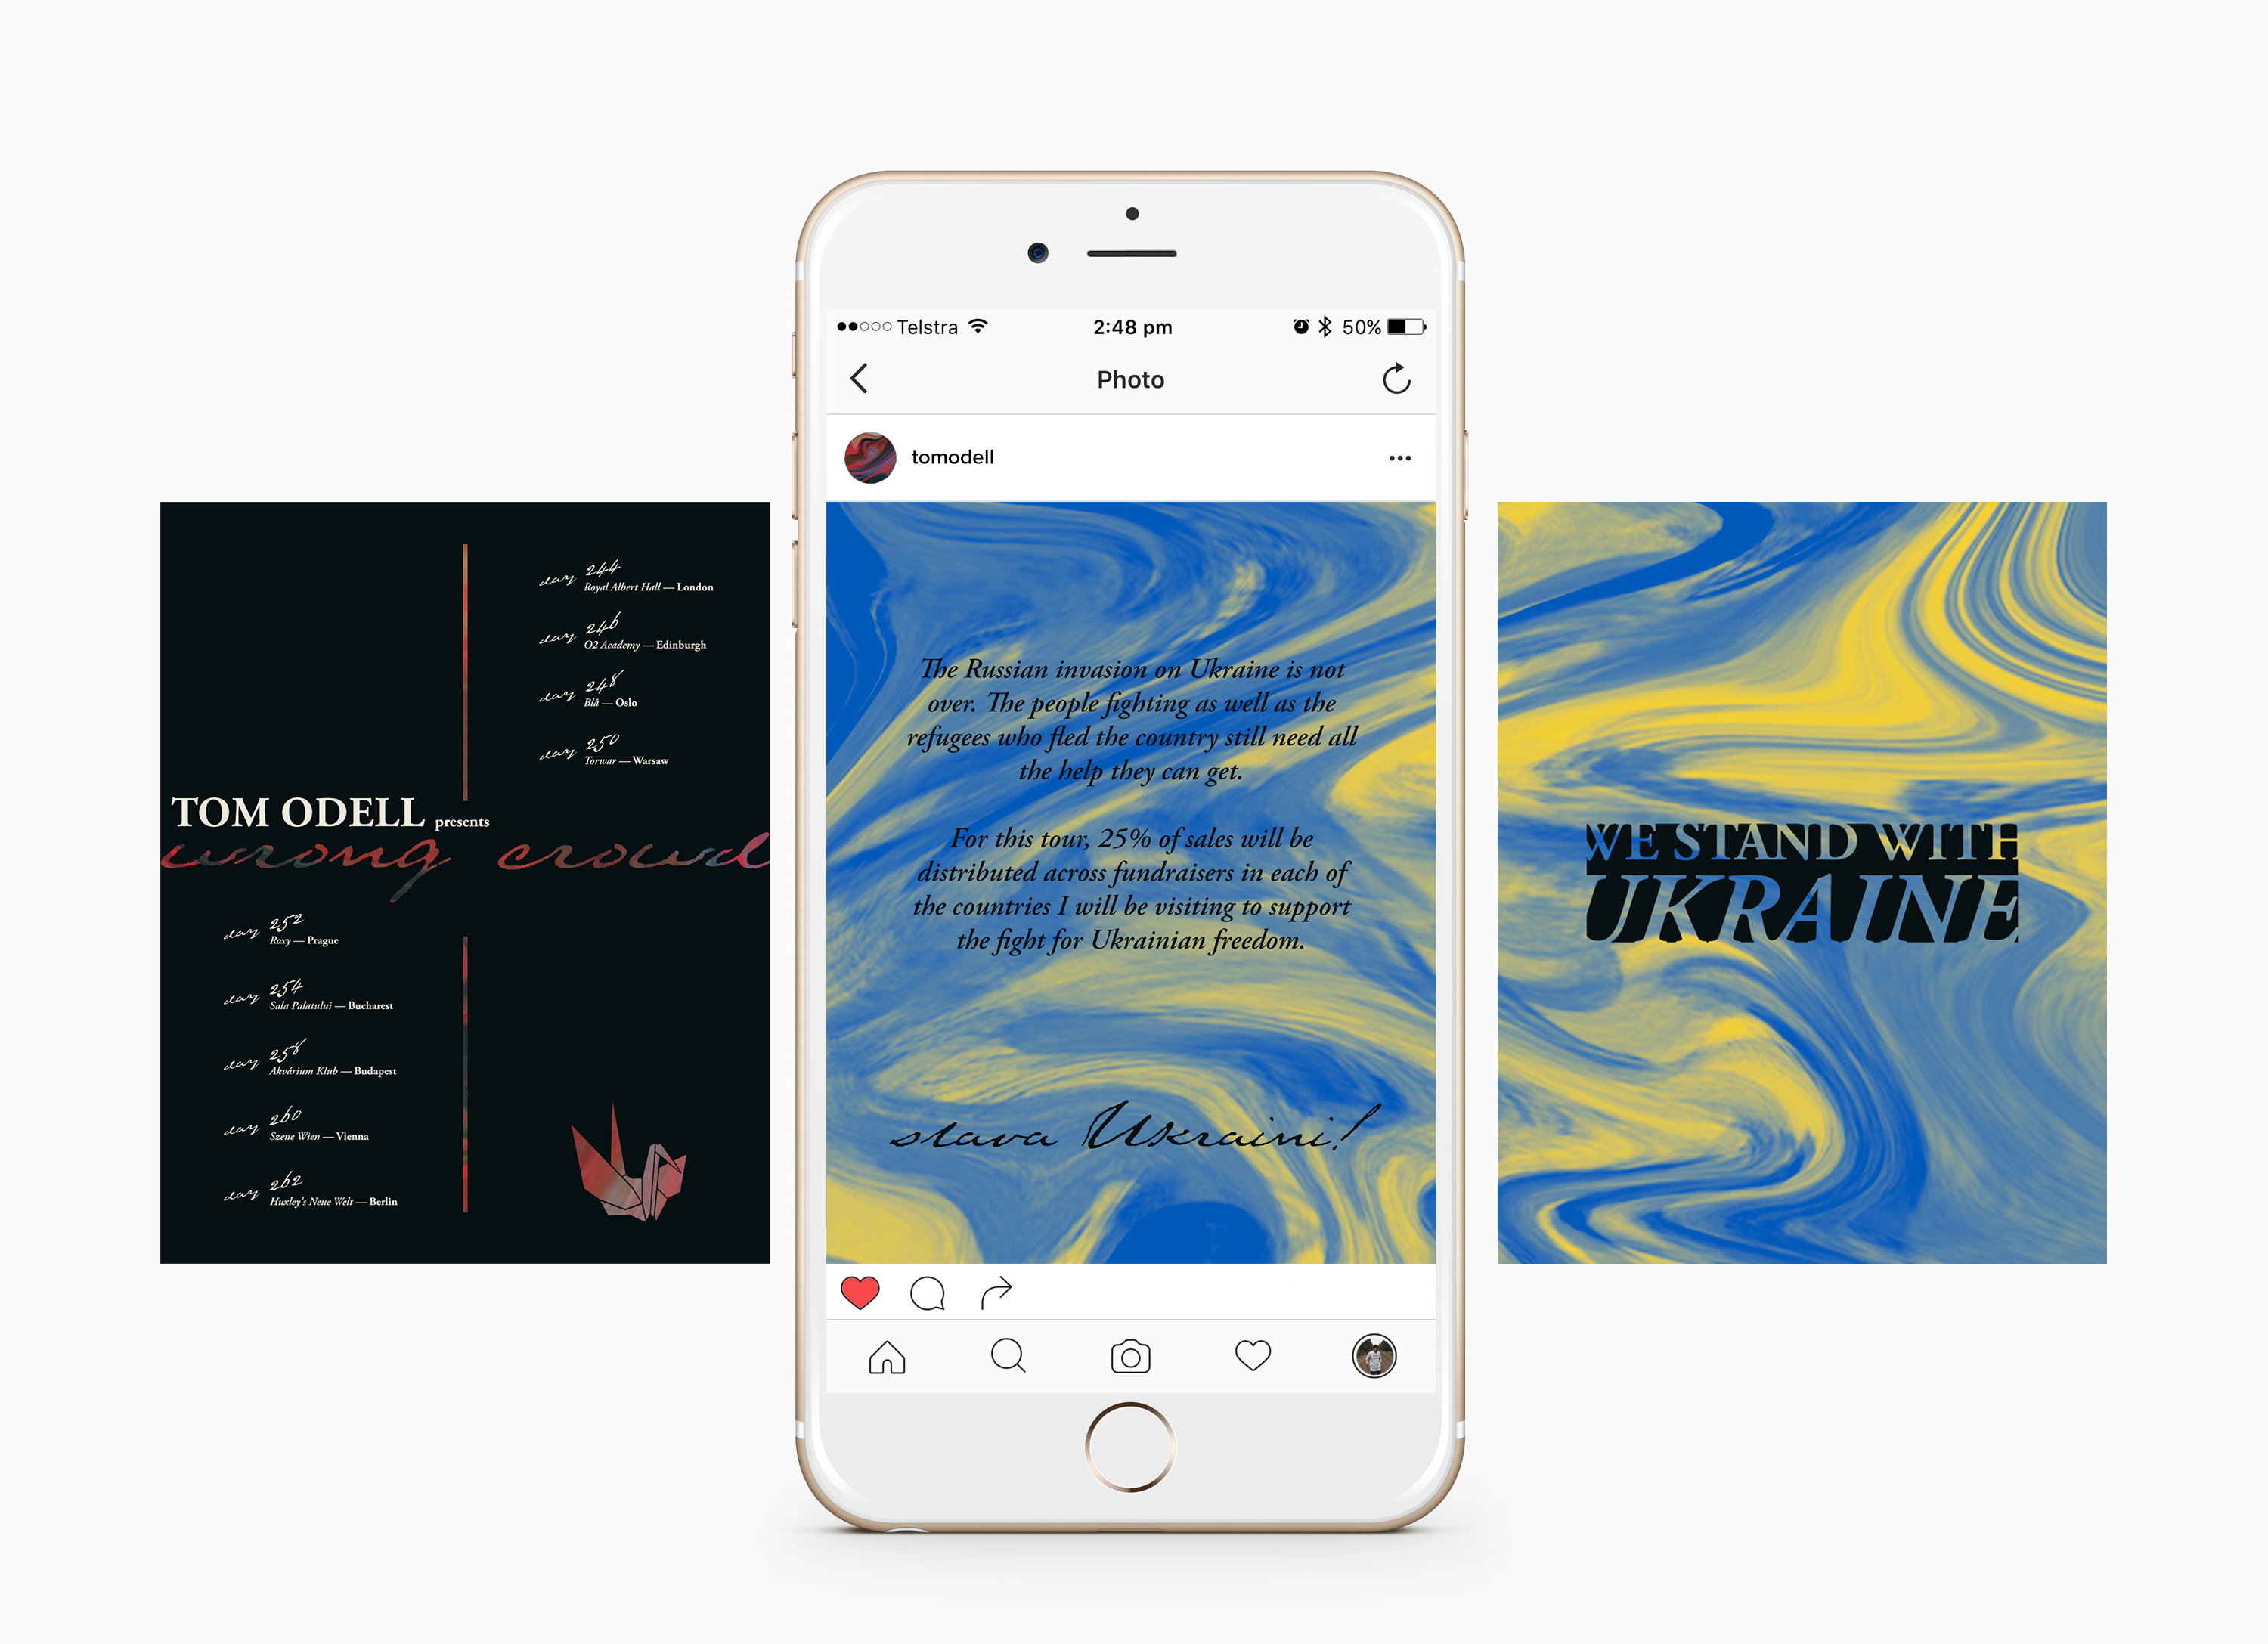 day 244
Royal Albert Hall — London
day 246
O2 Academy — Edinburgh
day 248
Blå — Oslo
day 250
Torwar — Warsaw
TOM ODELL presents
wrong crowd
day 252
Roxy — Prague
day 254
Sala Palatului — Bucharest
day 258
Akvárium Klub — Budapest
day 260
Szene Wien — Vienna
day 262
Huxley's Neue Welt — Berlin
Telstra 2:48 pm 50%
Photo
tomodell
The Russian invasion on Ukraine is not
over. The people fighting as well as the
refugees who fled the country still need all
the help they can get.
For this tour, 25% of sales will be
distributed across fundraisers in each of
the countries I will be visiting to support
the fight for Ukrainian freedom.
slava Ukraini!
WE STAND WITH
UKRAINE